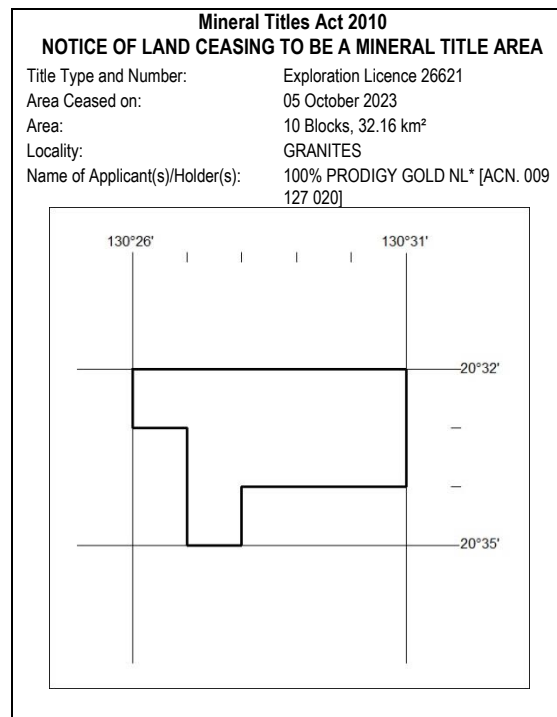 Mineral Titles Act 2010
NOTICE OF LAND CEASING TO BE A MINERAL TITLE AREA
Title Type and Number: Exploration Licence 26621
Area Ceased on: 05 October 2023
Area: 10 Blocks, 32.16 km²
Locality: GRANITES
Name of Applicant(s)/Holder(s): 100% PRODIGY GOLD NL* [ACN. 009
127 020]
130°26' 130°31'
20°32'
20°35'